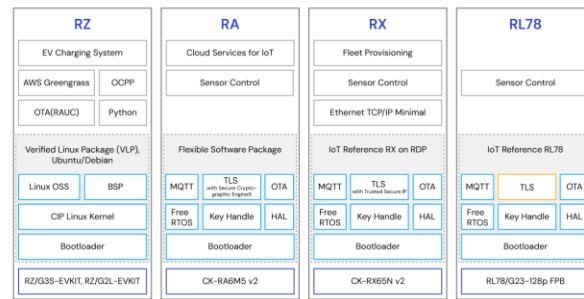 RZ
EV Charging System
AWS Greengrass
OCPP
OTA(RAUC)
Python
Verified Linux Package (VLP),
Ubuntu/Debian
Linux OSS
BSP
CIP Linux Kernel
Bootloader
RZ/G3S-EVKIT, RZ/G2L-EVKIT
RA
Cloud Services for IoT
Sensor Control
Flexible Software Package
MQTT
TLS
with Secure Crypto-
graphic Engine9
OTA
Free
RTOS
Key Handle
HAL
Bootloader
CK-RA6M5 v2
RX
Fleet Provisioning
Sensor Control
Ethernet TCP/IP Minimal
IoT Reference RX on RDP
MQTT
TLS
with Trusted Secure IP
OTA
Free
RTOS
Key Handle
HAL
Bootloader
CK-RX65N v2
RL78
Sensor Control
IoT Reference RL78
MQTT
TLS
OTA
Free
RTOS
Key Handle
HAL
Bootloader
RL78/G23-128p FPB